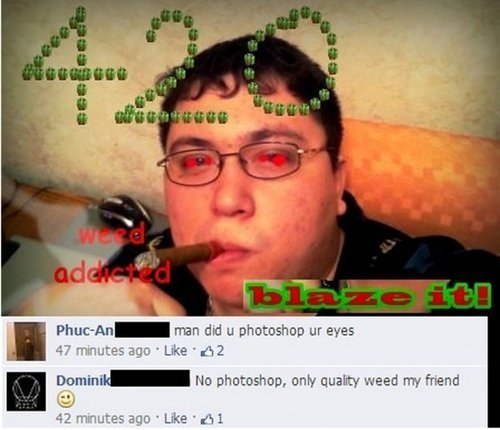 420
weed
addicted
blaze it!
Phuc-An man did u photoshop ur eyes
47 minutes ago · Like · 2
Dominik No photoshop, only quality weed my friend
42 minutes ago · Like · 1